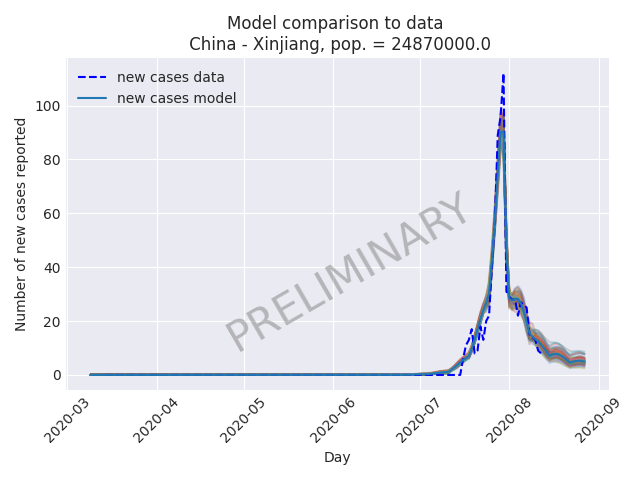 Model comparison to data
China - Xinjiang, pop. = 24870000.0
new cases data
new cases model
Number of new cases reported
100
80
60
40
20
0
PRELIMINARY
2020-03
2020-04
2020-05
2020-06
2020-07
2020-08
2020-09
Day